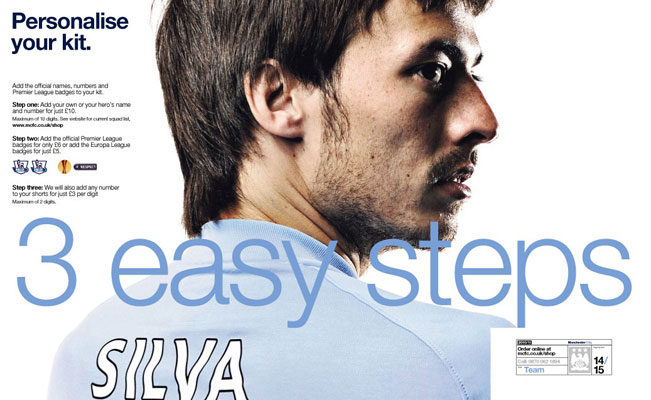 Personalise
your kit.
Add the official names, numbers and
Premier League badges to your kit.
Step one: Add your own or your hero's name
and number for just £10.
Maximum of 10 digits. See website for current squad list,
www.mcfc.co.uk/shop
Step two: Add the official Premier League
badges for only £6 or add the Europa League
badges for just £5.
RESPECT
Step three: We will also add any number
to your shorts for just £3 per digit
Maximum of 2 digits.
3 easy steps
SILVA
Order online at
mcfc.co.uk/shop
Team
14/
15